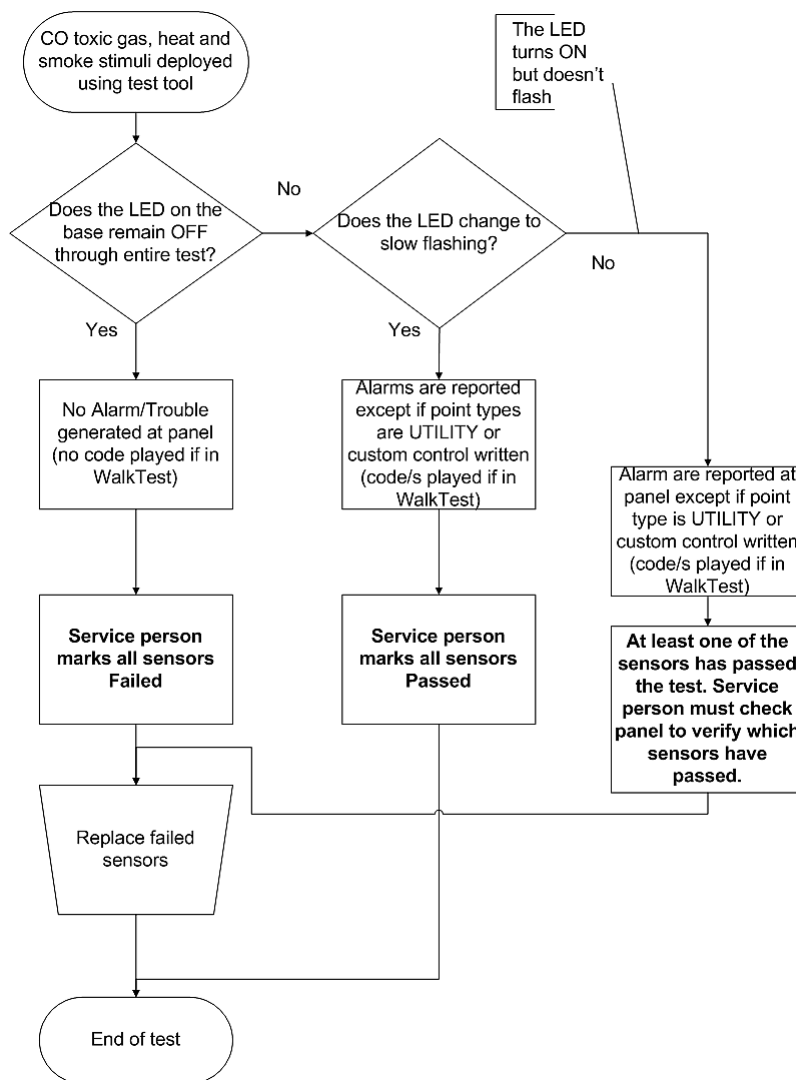 CO toxic gas, heat and
smoke stimuli deployed
using test tool
The LED
turns ON
but doesn't
flash
Does the LED on the
base remain OFF
through entire test?
No
Does the LED change to
slow flashing?
No
Yes
Yes
No Alarm/Trouble
generated at panel
(no code played if in
WalkTest)
Alarms are reported
except if point types
are UTILITY or
custom control written
(code/s played if in
WalkTest)
Alarm are reported at
panel except if point
type is UTILITY or
custom control written
(code/s played if in
WalkTest)
Service person
marks all sensors
Failed
Service person
marks all sensors
Passed
At least one of the
sensors has passed
the test. Service
person must check
panel to verify which
sensors have
passed.
Replace failed
sensors
End of test